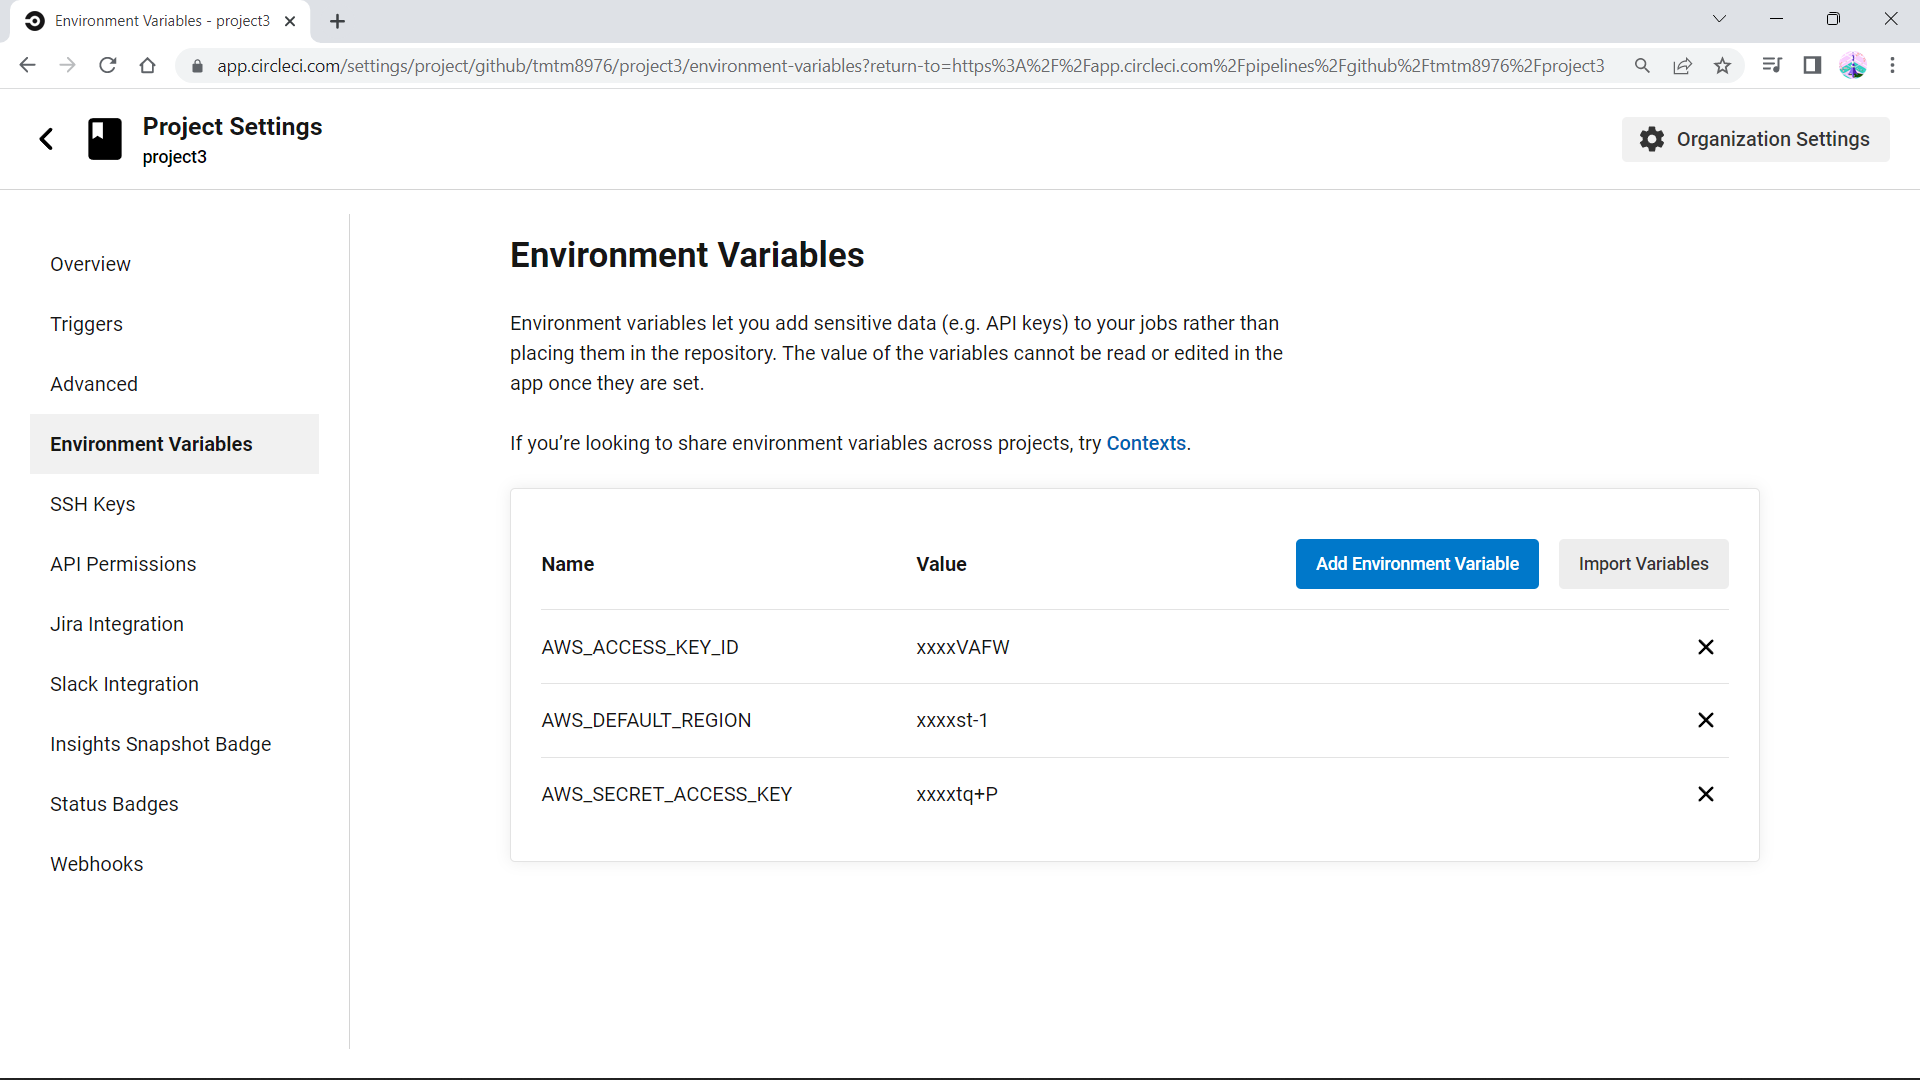 Environment Variables - project3
app.circleci.com/settings/project/github/tmtm8976/project3/environment-variables?return-to=https%3A%2F%2Fapp.circleci.com%2Fpipelines%2Fgithub%2Ftmtm8976%2Fproject3
Project Settings
project3
Organization Settings
Overview
Triggers
Advanced
Environment Variables
SSH Keys
API Permissions
Jira Integration
Slack Integration
Insights Snapshot Badge
Status Badges
Webhooks
Environment Variables
Environment variables let you add sensitive data (e.g. API keys) to your jobs rather than
placing them in the repository. The value of the variables cannot be read or edited in the
app once they are set.
If you’re looking to share environment variables across projects, try Contexts.
Name Value Add Environment Variable Import Variables
AWS_ACCESS_KEY_ID xxxxVAFW
AWS_DEFAULT_REGION xxxxst-1
AWS_SECRET_ACCESS_KEY xxxxtq+P